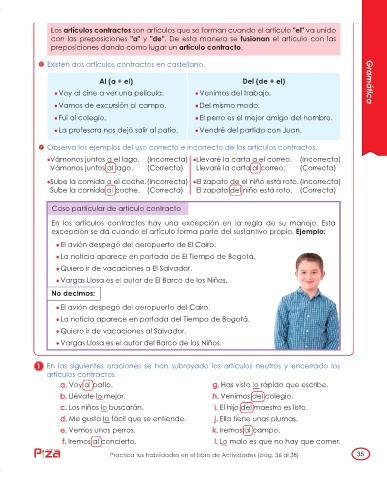 Los artículos contractos son artículos que se forman cuando el artículo "el" va unido
con las preposiciones "a" y "de". De esta manera se fusionan el artículo con las
preposiciones dando como lugar un artículo contracto.
Existen dos artículos contractos en castellano.
Al (a + el)
• Voy al cine a ver una película.
• Vamos de excursión al campo.
• Fui al colegio.
• La profesora nos dejó salir al patio.
Del (de + el)
• Venimos del trabajo.
• Del mismo modo.
• El perro es el mejor amigo del hombre.
• Vendré del partido con Juan.
Gramática
Observa los ejemplos del uso correcto e incorrecto de los artículos contractos.
•Vámonos juntos a el lago. (Incorrecta)
Vámonos juntos al lago. (Correcta)
•Sube la comida a el coche. (Incorrecta)
Sube la comida al coche. (Correcta)
•Llevaré la carta a el correo. (Incorrecta)
Llevaré la carta al correo. (Correcta)
•El zapato de el niño está roto. (Incorrecta)
El zapato del niño está roto. (Correcta)
Caso particular de artículo contracto
En los artículos contractos hay una excepción en la regla de su manejo. Esta
excepción se da cuando el artículo forma parte del sustantivo propio. Ejemplo:
• El avión despegó del aeropuerto de El Cairo.
• La noticia aparece en portada de El Tiempo de Bogotá.
• Quiero ir de vacaciones a El Salvador.
• Vargas Llosa es el autor de El Barco de los Niños.
No decimos:
• El avión despegó del aeropuerto del Cairo.
• La noticia aparece en portada del Tiempo de Bogotá.
• Quiero ir de vacaciones al Salvador.
• Vargas Llosa es el autor del Barco de los Niños.
1 En las siguientes oraciones se han subrayado los artículos neutros y encerrado los
artículos contractos.
a. Voy al patio.
b. Llévate lo mejor.
c. Los niños lo buscarán.
d. Me gusta lo fácil que se entiende.
e. Vemos unos perros.
f. Iremos al concierto.
g. Has visto lo rápido que escribe.
h. Venimos del colegio.
i. El hijo del maestro es listo.
j. Ella tiene unas plumas.
k. Iremos al campo.
l. Lo malo es que no hay que comer.
Practica tus habilidades en el Libro de Actividades (pág. 36 al 38)
35